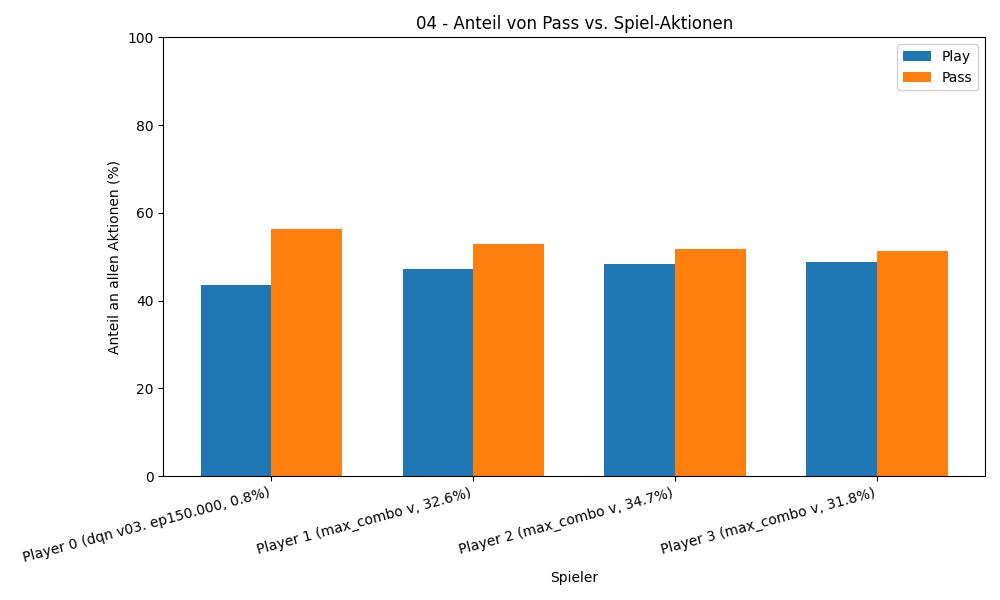 04 - Anteil von Pass vs. Spiel-Aktionen
Play
Pass
Anteil an allen Aktionen (%)
100
80
60
40
20
0
Player 0 (dqn v03. ep150.000, 0.8%)
Player 1 (max_combo v, 32.6%)
Player 2 (max_combo v, 34.7%)
Player 3 (max_combo v, 31.8%)
Spieler